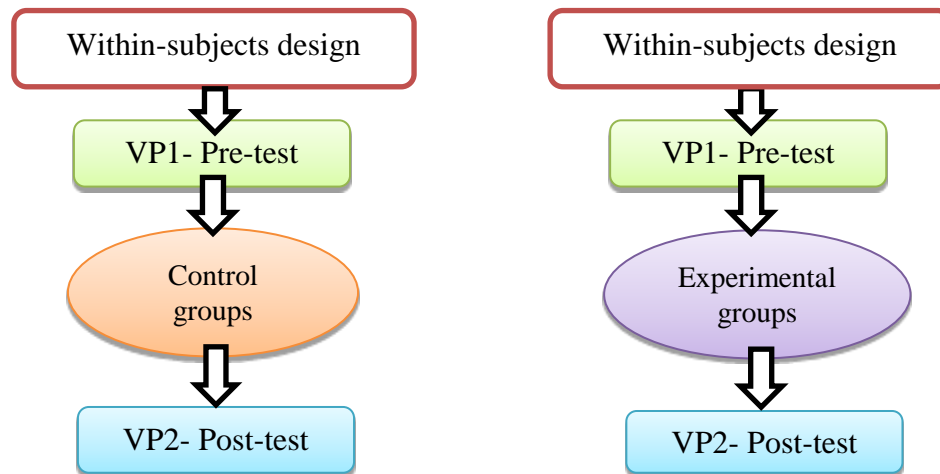 Within-subjects design
VP1- Pre-test
Control
groups
VP2- Post-test
Within-subjects design
VP1- Pre-test
Experimental
groups
VP2- Post-test